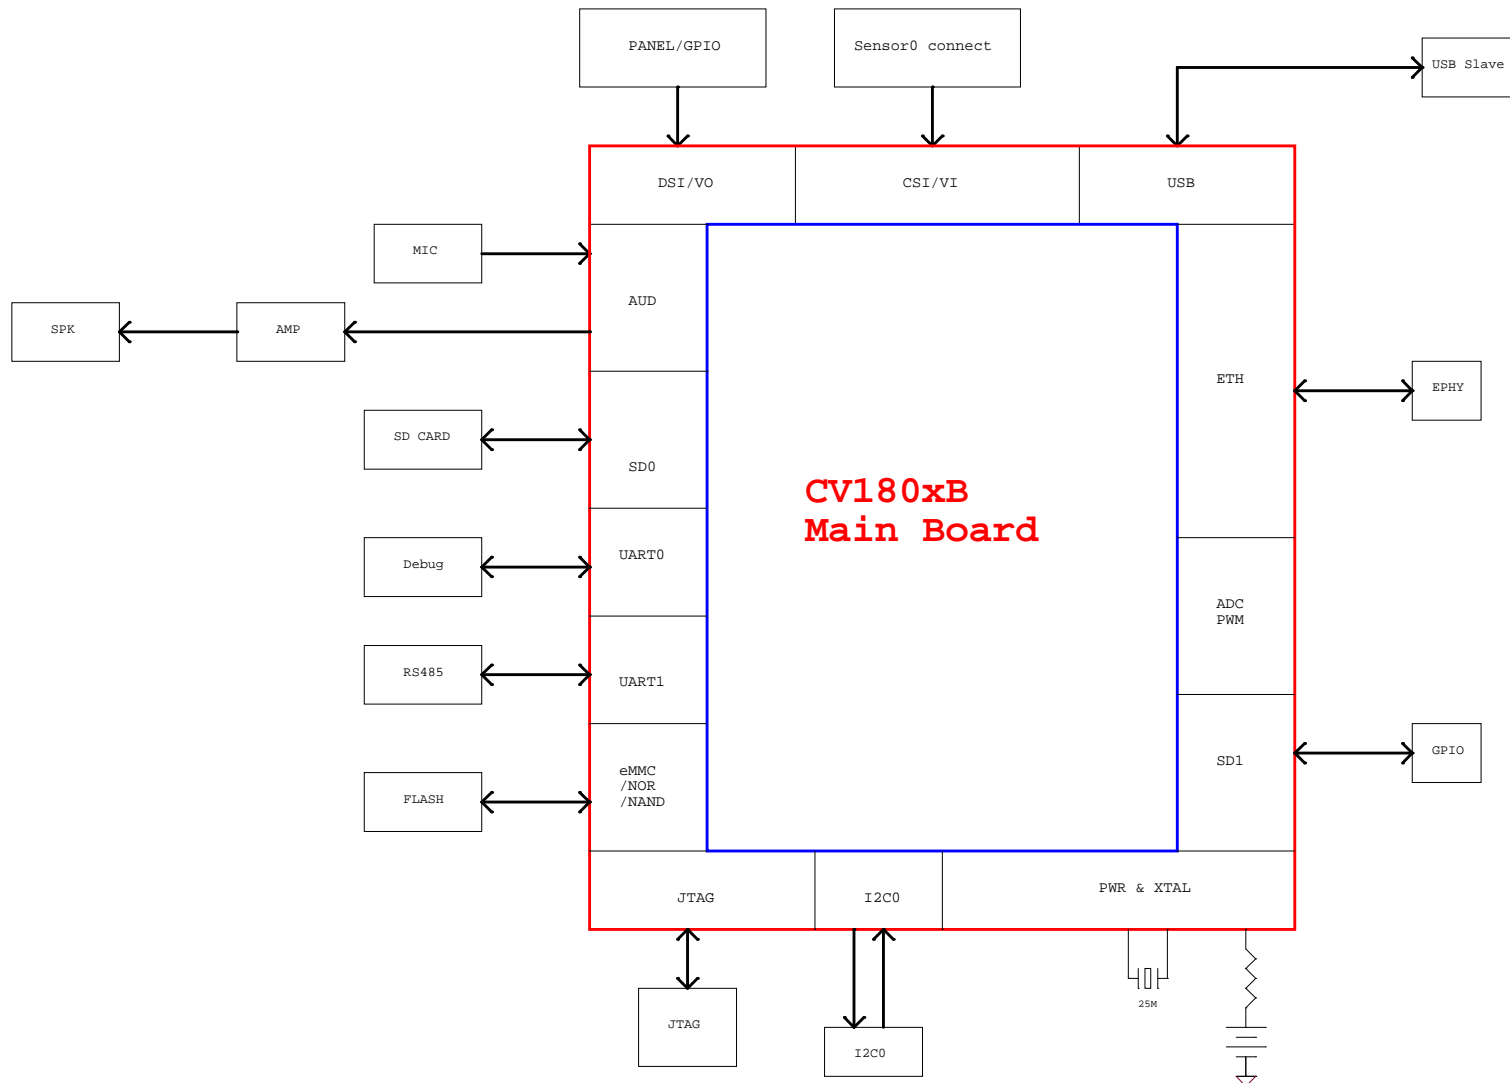 PANEL/GPIO
Sensor0 connect
USB Slave
DSI/VO
CSI/VI
USB
MIC
AUD
SPK
AMP
ETH
EPHY
SD CARD
SD0
CV180xB
Main Board
Debug
UART0
ADC
PWM
RS485
UART1
GPIO
SD1
FLASH
eMMC
/NOR
/NAND
JTAG
I2C0
PWR & XTAL
25M
JTAG
I2C0